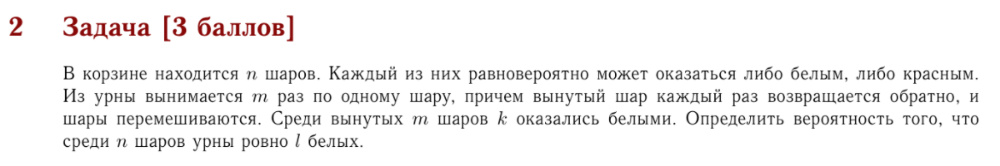 2 Задача [3 баллов]
В корзине находится n шаров. Каждый из них равновероятно может оказаться либо белым, либо красным.
Из урны вынимается m раз по одному шару, причем вынутый шар каждый раз возвращается обратно, и
шары перемешиваются. Среди вынутых m шаров k оказались белыми. Определить вероятность того, что
среди n шаров урны ровно l белых.